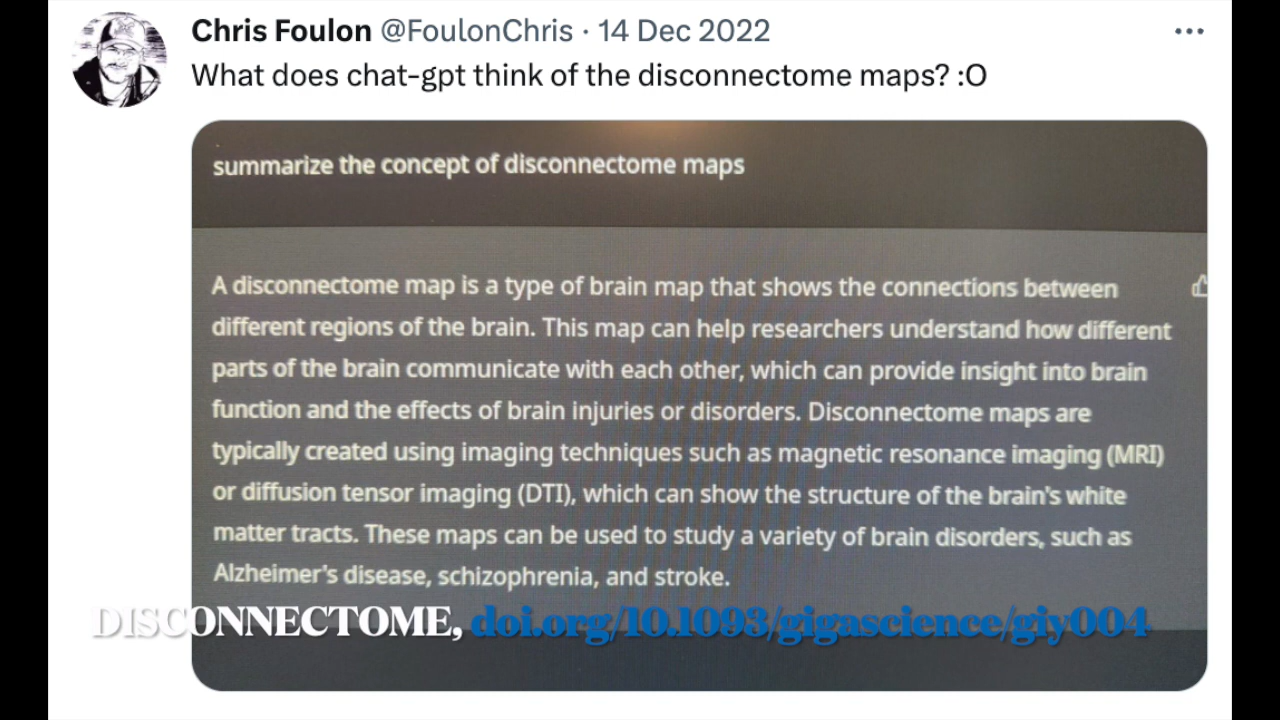 Chris Foulon @FoulonChris · 14 Dec 2022
What does chat-gpt think of the disconnectome maps? :O
summarize the concept of disconnectome maps
A disconnectome map is a type of brain map that shows the connections between
different regions of the brain. This map can help researchers understand how different
parts of the brain communicate with each other, which can provide insight into brain
function and the effects of brain injuries or disorders. Disconnectome maps are
typically created using imaging techniques such as magnetic resonance imaging (MRI)
or diffusion tensor imaging (DTI), which can show the structure of the brain's white
matter tracts. These maps can be used to study a variety of brain disorders, such as
Alzheimer's disease, schizophrenia, and stroke.
DISCONNECTOME, doi.org/10.1093/gigascience/giy004